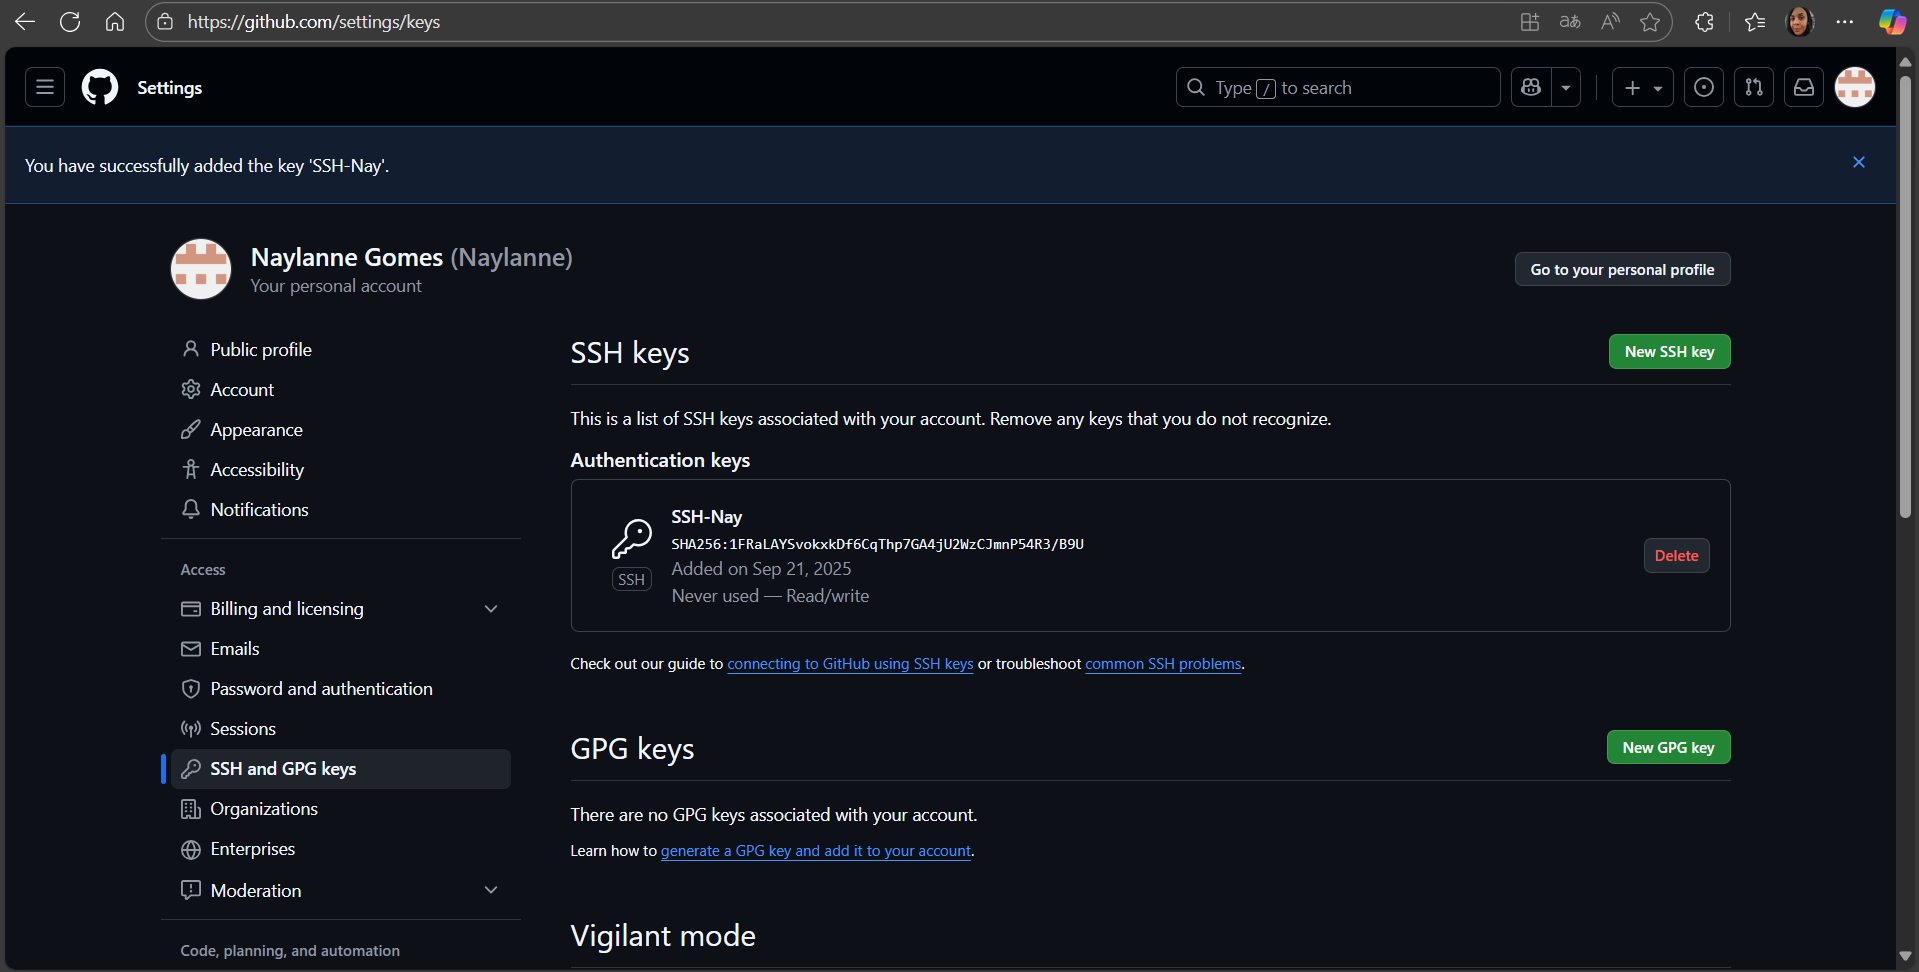 https://github.com/settings/keys
Settings
Type / to search
You have successfully added the key 'SSH-Nay'.
Naylanne Gomes (Naylanne)
Your personal account
Go to your personal profile
Public profile
Account
Appearance
Accessibility
Notifications
Access
Billing and licensing
Emails
Password and authentication
Sessions
SSH and GPG keys
Organizations
Enterprises
Moderation
Code, planning, and automation
SSH keys
New SSH key
This is a list of SSH keys associated with your account. Remove any keys that you do not recognize.
Authentication keys
SSH-Nay
SHA256:1FRaLAYSvokxkDf6CqThp7GA4jU2WzCJmnP54R3/B9U
SSH
Added on Sep 21, 2025
Never used — Read/write
Delete
Check out our guide to connecting to GitHub using SSH keys or troubleshoot common SSH problems.
GPG keys
New GPG key
There are no GPG keys associated with your account.
Learn how to generate a GPG key and add it to your account.
Vigilant mode